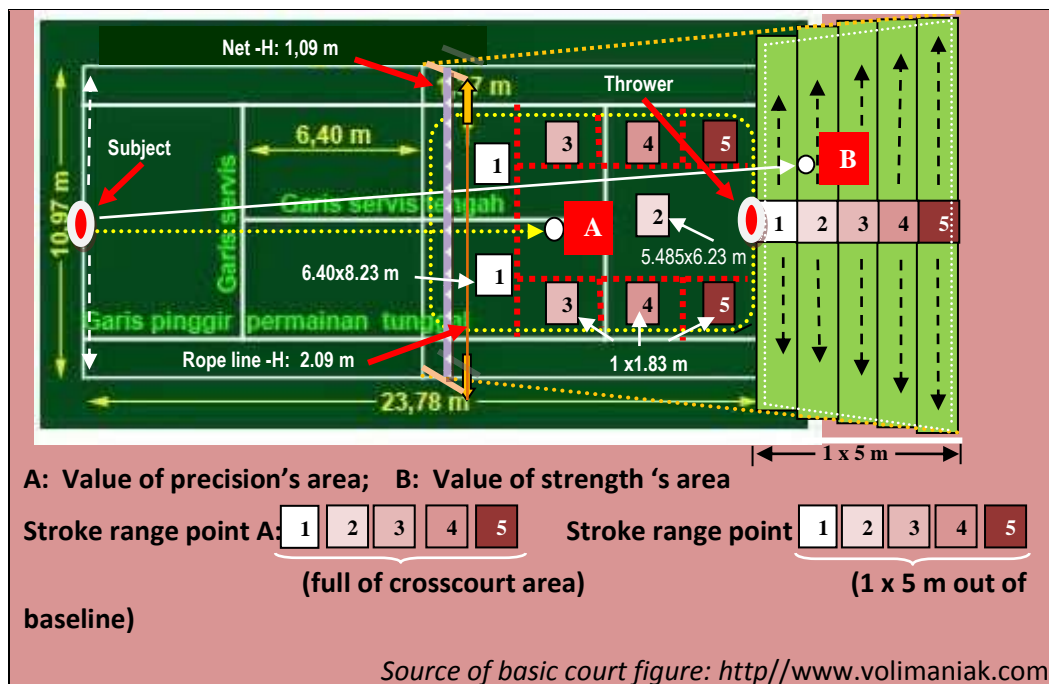 Net -H: 1,09 m
7 m
Thrower
Subject
6,40 m
10,97 m
Garis servis
Garis servis tengah
1
3
4
5
B
2
A
1 2 3 4 5
6.40x8.23 m
5.485x6.23 m
1
3
4
5
Garis pinggir permainan tunggal
Rope line -H: 2.09 m
1 x1.83 m
23,78 m
1 x 5 m
A: Value of precision’s area; B: Value of strength ‘s area
Stroke range point A: 1 2 3 4 5 Stroke range point 1 2 3 4 5
(full of crosscourt area) (1 x 5 m out of
baseline)
Source of basic court figure: http//www.volimaniak.com